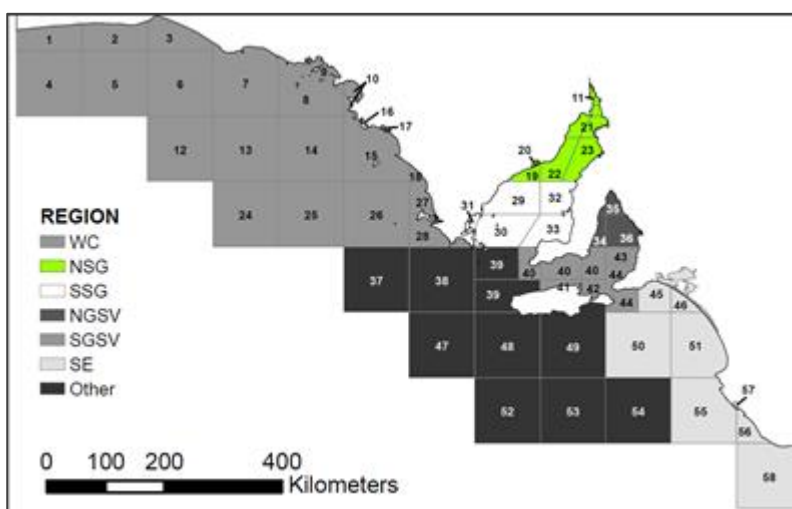 1 2 3
4 5 6 7 8 9
10
11
12 13 14 15
16
17
18
19
20
21
22
23
24 25 26
27
28
29
30
31
32
33
34
35
36
37 38 39
39
40 40 40
41
42
43
44
44
45
46
47 48 49 50 51
52 53 54 55
56
57
58
REGION
WC
NSG
SSG
NGSV
SGSV
SE
Other
0 100 200 400
Kilometers